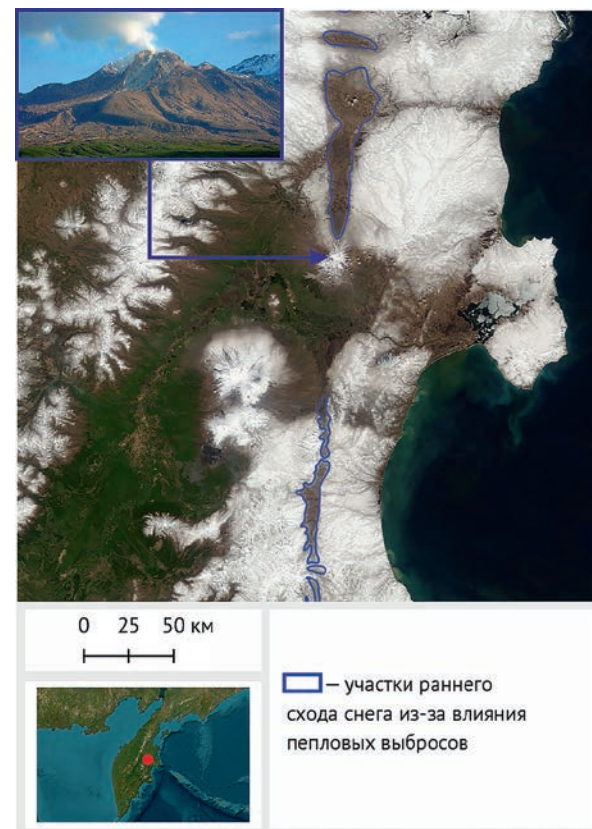 0 25 50 км
— участки раннего
схода снега из-за влияния
пепловых выбросов